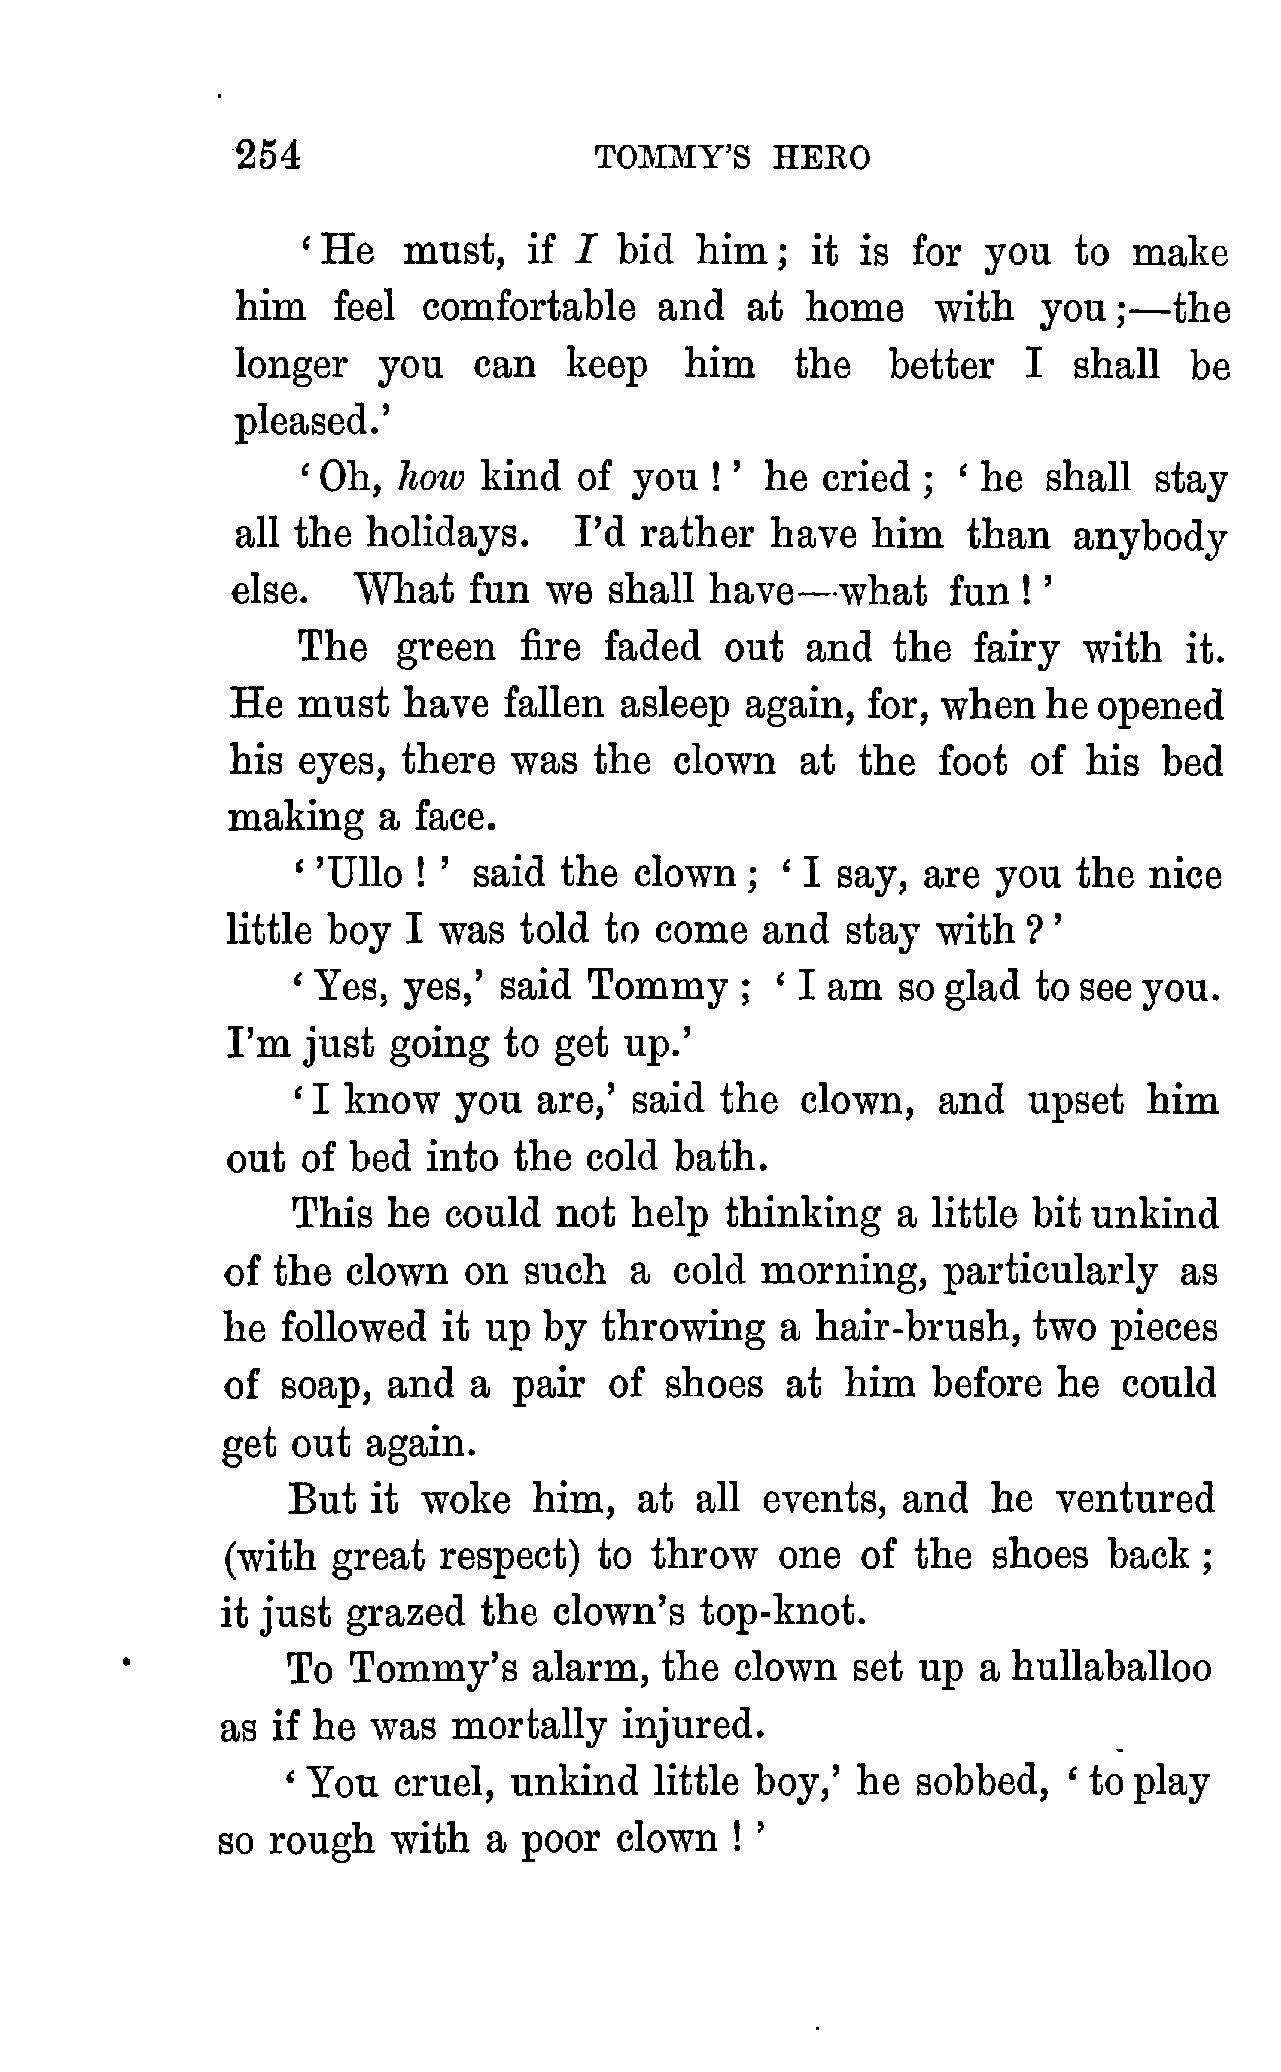 254 TOMMY'S HERO
‘He must, if I bid him; it is for you to make
him feel comfortable and at home with you;—the
longer you can keep him the better I shall be
pleased.’
‘Oh, how kind of you!’ he cried; ‘he shall stay
all the holidays. I'd rather have him than anybody
else. What fun we shall have—what fun!’
The green fire faded out and the fairy with it.
He must have fallen asleep again, for, when he opened
his eyes, there was the clown at the foot of his bed
making a face.
‘’Ullo!’ said the clown; ‘I say, are you the nice
little boy I was told to come and stay with?’
‘Yes, yes,’ said Tommy; ‘I am so glad to see you.
I'm just going to get up.’
‘I know you are,’ said the clown, and upset him
out of bed into the cold bath.
This he could not help thinking a little bit unkind
of the clown on such a cold morning, particularly as
he followed it up by throwing a hair-brush, two pieces
of soap, and a pair of shoes at him before he could
get out again.
But it woke him, at all events, and he ventured
(with great respect) to throw one of the shoes back;
it just grazed the clown's top-knot.
To Tommy's alarm, the clown set up a hullaballoo
as if he was mortally injured.
‘You cruel, unkind little boy,’ he sobbed, ‘to play
so rough with a poor clown!’